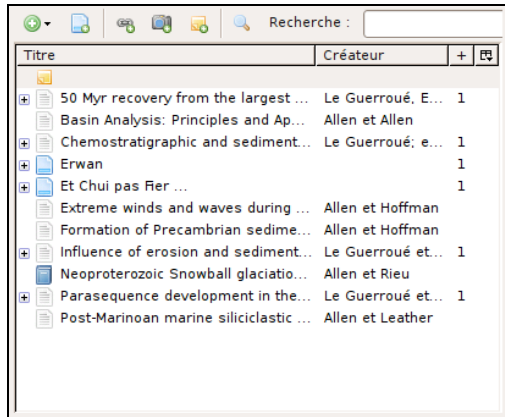 Recherche :
Titre Créateur +
50 Myr recovery from the largest ... Le Guerroué, E... 1
Basin Analysis: Principles and Ap... Allen et Allen
Chemostratigraphic and sediment... Le Guerroué; e... 1
Erwan 1
Et Chui pas Fier ... 1
Extreme winds and waves during ... Allen et Hoffman
Formation of Precambrian sedime... Allen et Hoffman
Influence of erosion and sediment... Le Guerroué et... 1
Neoproterozoic Snowball glaciatio... Allen et Rieu
Parasequence development in the... Le Guerroué et... 1
Post-Marinoan marine siliciclastic ... Allen et Leather